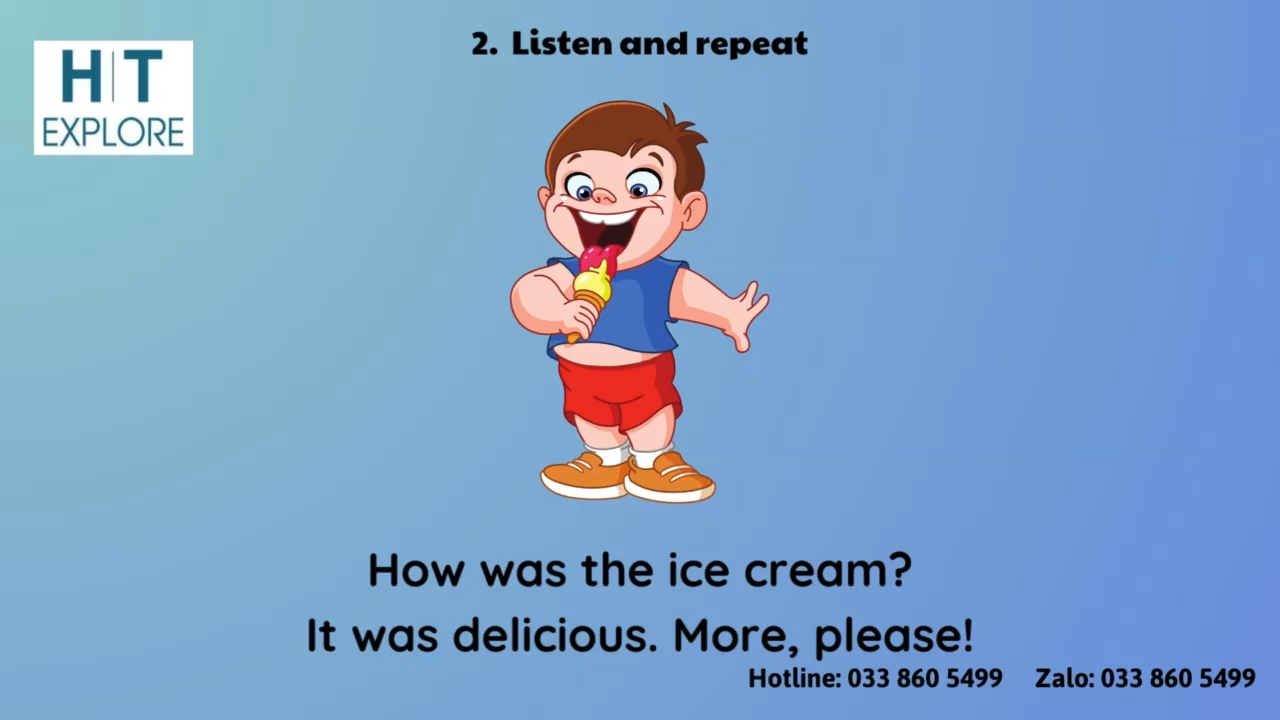 2. Listen and repeat
H|T
EXPLORE
How was the ice cream?
It was delicious. More, please!
Hotline: 033 860 5499 Zalo: 033 860 5499